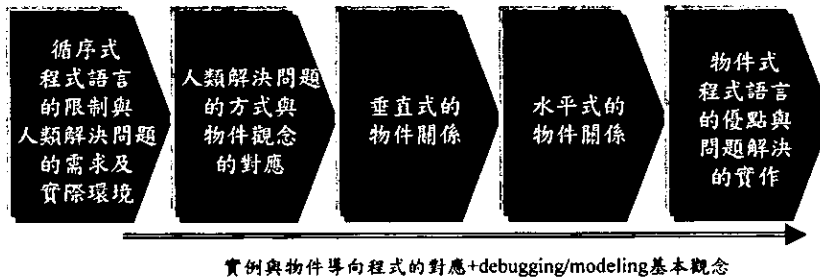 循序式
程式語言
的限制與
人類解決問題
的需求及
實際環境
人類解決問題
的方式與
物件觀念
的對應
垂直式的
物件關係
水平式的
物件關係
物件式
程式語言
的優點與
問題解決
的實作
實例與物件導向程式的對應+debugging/modeling基本觀念